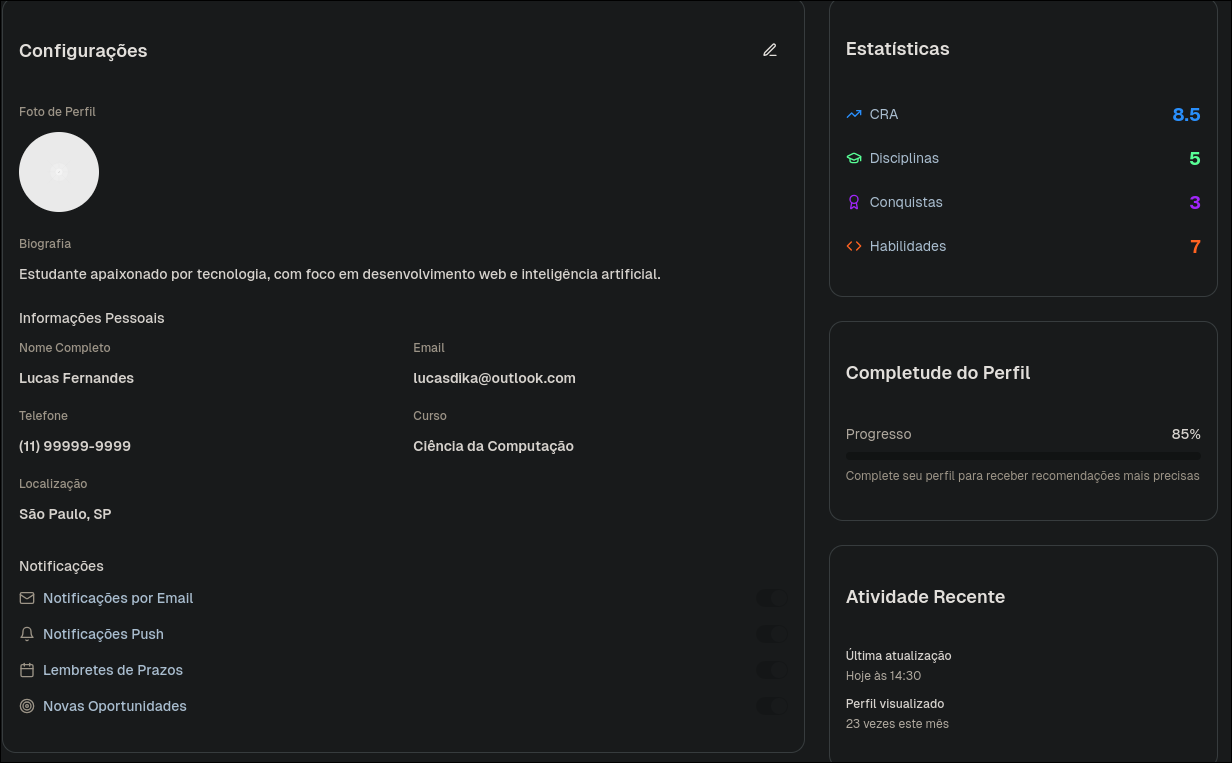 Configurações
Foto de Perfil
Biografia
Estudante apaixonado por tecnologia, com foco em desenvolvimento web e inteligência artificial.
Informações Pessoais
Nome Completo
Lucas Fernandes
Email
lucasdika@outlook.com
Telefone
(11) 99999-9999
Curso
Ciência da Computação
Localização
São Paulo, SP
Notificações
Notificações por Email
Notificações Push
Lembretes de Prazos
Novas Oportunidades
Estatísticas
CRA 8.5
Disciplinas 5
Conquistas 3
Habilidades 7
Completude do Perfil
Progresso 85%
Complete seu perfil para receber recomendações mais precisas
Atividade Recente
Última atualização
Hoje às 14:30
Perfil visualizado
23 vezes este mês